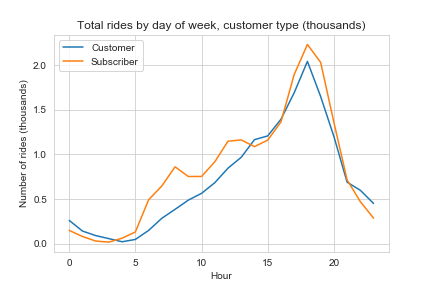 Total rides by day of week, customer type (thousands)
Customer
Subscriber
Number of rides (thousands)
2.0
1.5
1.0
0.5
0.0
0 5 10 15 20
Hour